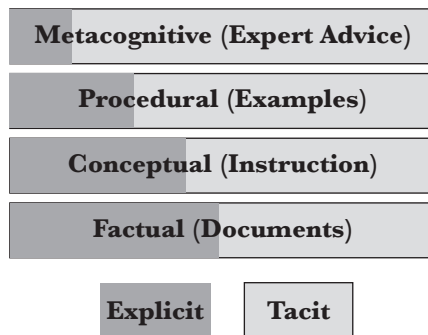 Metacognitive (Expert Advice)
Procedural (Examples)
Conceptual (Instruction)
Factual (Documents)
Explicit Tacit